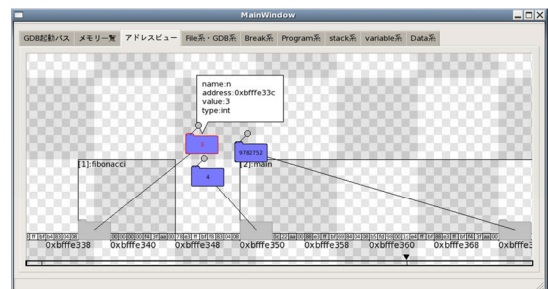 MainWindow
GDB起動パス メモリ一覧 アドレスビュー File系・GDB系 Break系 Program系 stack系 variable系 Data系
name:n
address:0xbfffe33c
value:3
type:int
3
9782752
[1]:fibonacci
[2]:main
4
0xbfffe338 0xbfffe340 0xbfffe348 0xbfffe350 0xbfffe358 0xbfffe360 0xbfffe368 0xbfffe3